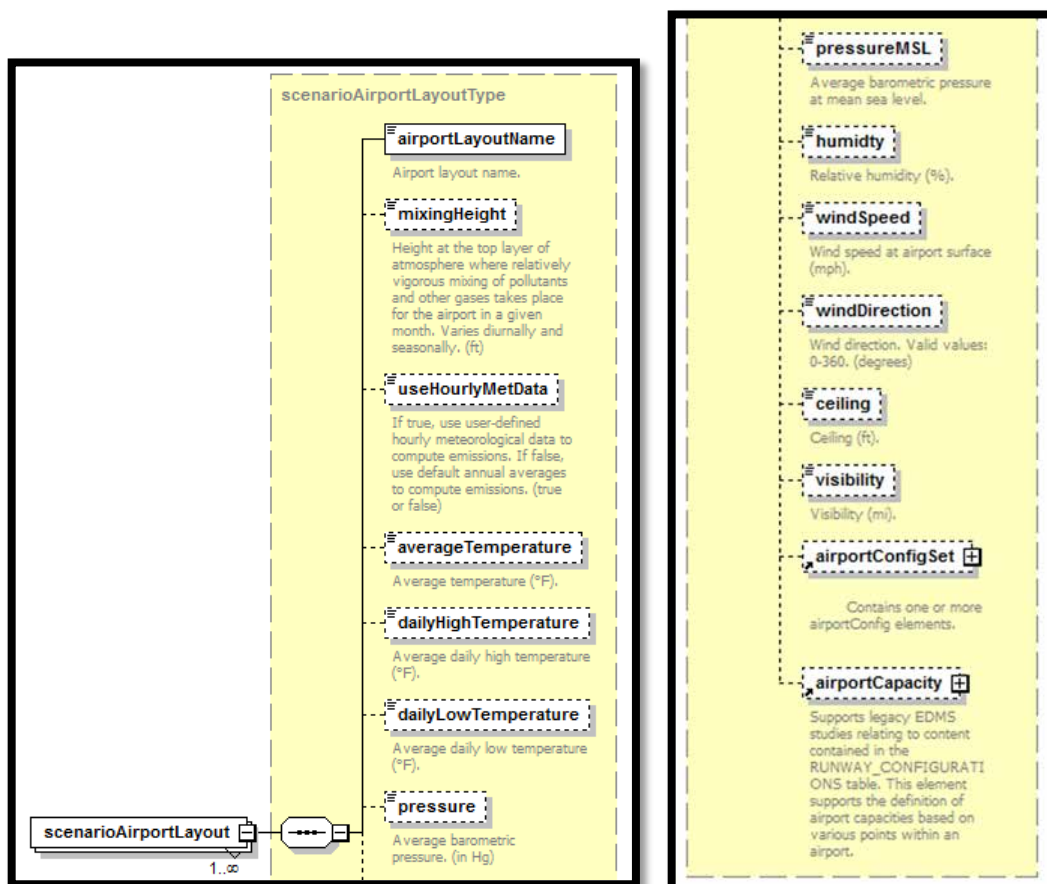 scenarioAirportLayoutType
airportLayoutName
Airport layout name.
mixingHeight
Height at the top layer of
atmosphere where relatively
vigorous mixing of pollutants
and other gases takes place
for the airport in a given
month. Varies diurnally and
seasonally. (ft)
useHourlyMetData
If true, use user-defined
hourly meteorological data to
compute emissions. If false,
use default annual averages
to compute emissions. (true
or false)
averageTemperature
Average temperature (°F).
dailyHighTemperature
Average daily high temperature
(°F).
dailyLowTemperature
Average daily low temperature
(°F).
pressure
Average barometric
pressure. (in Hg)
scenarioAirportLayout
1..∞
pressureMSL
Average barometric pressure
at mean sea level.
humidty
Relative humidity (%).
windSpeed
Wind speed at airport surface
(mph).
windDirection
Wind direction. Valid values:
0-360. (degrees)
ceiling
Ceiling (ft).
visibility
Visibility (mi).
airportConfigSet
Contains one or more
airportConfig elements.
airportCapacity
Supports legacy EDMS
studies relating to content
contained in the
RUNWAY_CONFIGURATI
ONS table. This element
supports the definition of
airport capacities based on
various points within an
airport.